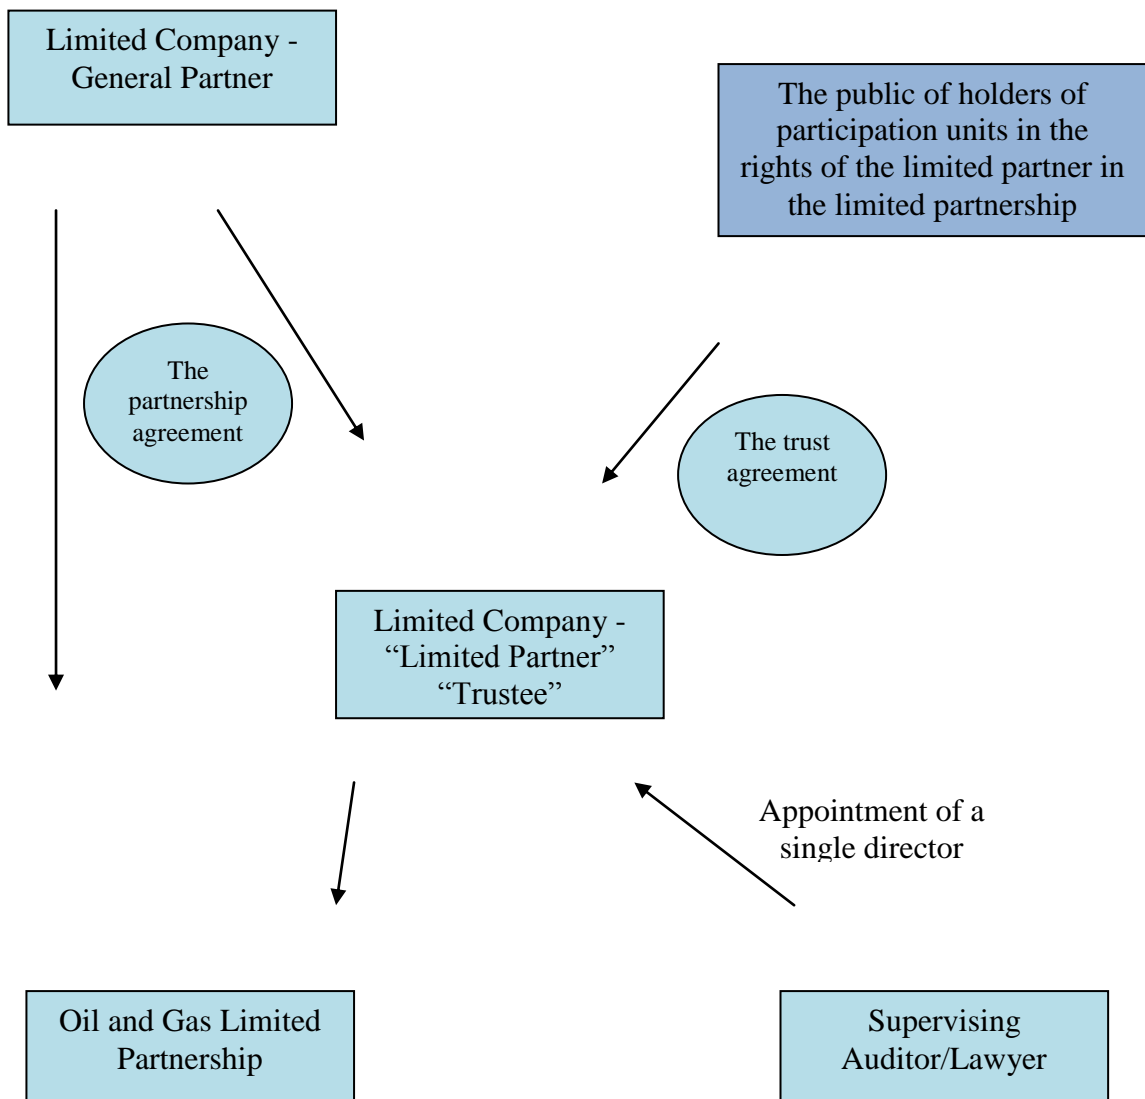 Limited Company -
General Partner
The public of holders of
participation units in the
rights of the limited partner in
the limited partnership
The
partnership
agreement
The trust
agreement
Limited Company -
“Limited Partner”
“Trustee”
Appointment of a
single director
Oil and Gas Limited
Partnership
Supervising
Auditor/Lawyer